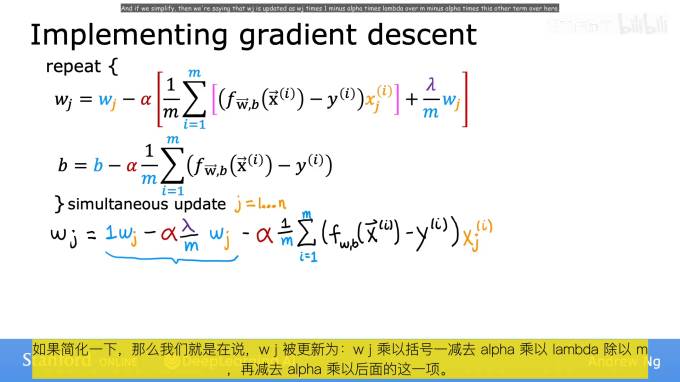 And if we simplify, then we're saying that wj is updated as wj times 1 minus alpha times lambda over m minus alpha times this other term over here.
bilibili
Implementing gradient descent
repeat {
w_j = w_j − α [ 1/m ∑_{i=1}^{m} [ (f_{w⃗,b}(x⃗^{(i)}) − y^{(i)}) x_j^{(i)} ] + λ/m w_j ]
b = b − α 1/m ∑_{i=1}^{m} (f_{w⃗,b}(x⃗^{(i)}) − y^{(i)})
} simultaneous update j=1...n
w_j = 1w_j − α λ/m w_j − α 1/m ∑_{i=1}^{m} (f_{w,b}(x⃗^{(i)}) − y^{(i)}) x_j^{(i)}
Stanford ONLINE DeepLearning.AI Andrew Ng
如果简化一下，那么我们就是在说，w j 被更新为：w j 乘以括号一减去 alpha 乘以 lambda 除以 m
，再减去 alpha 乘以后面的这一项。